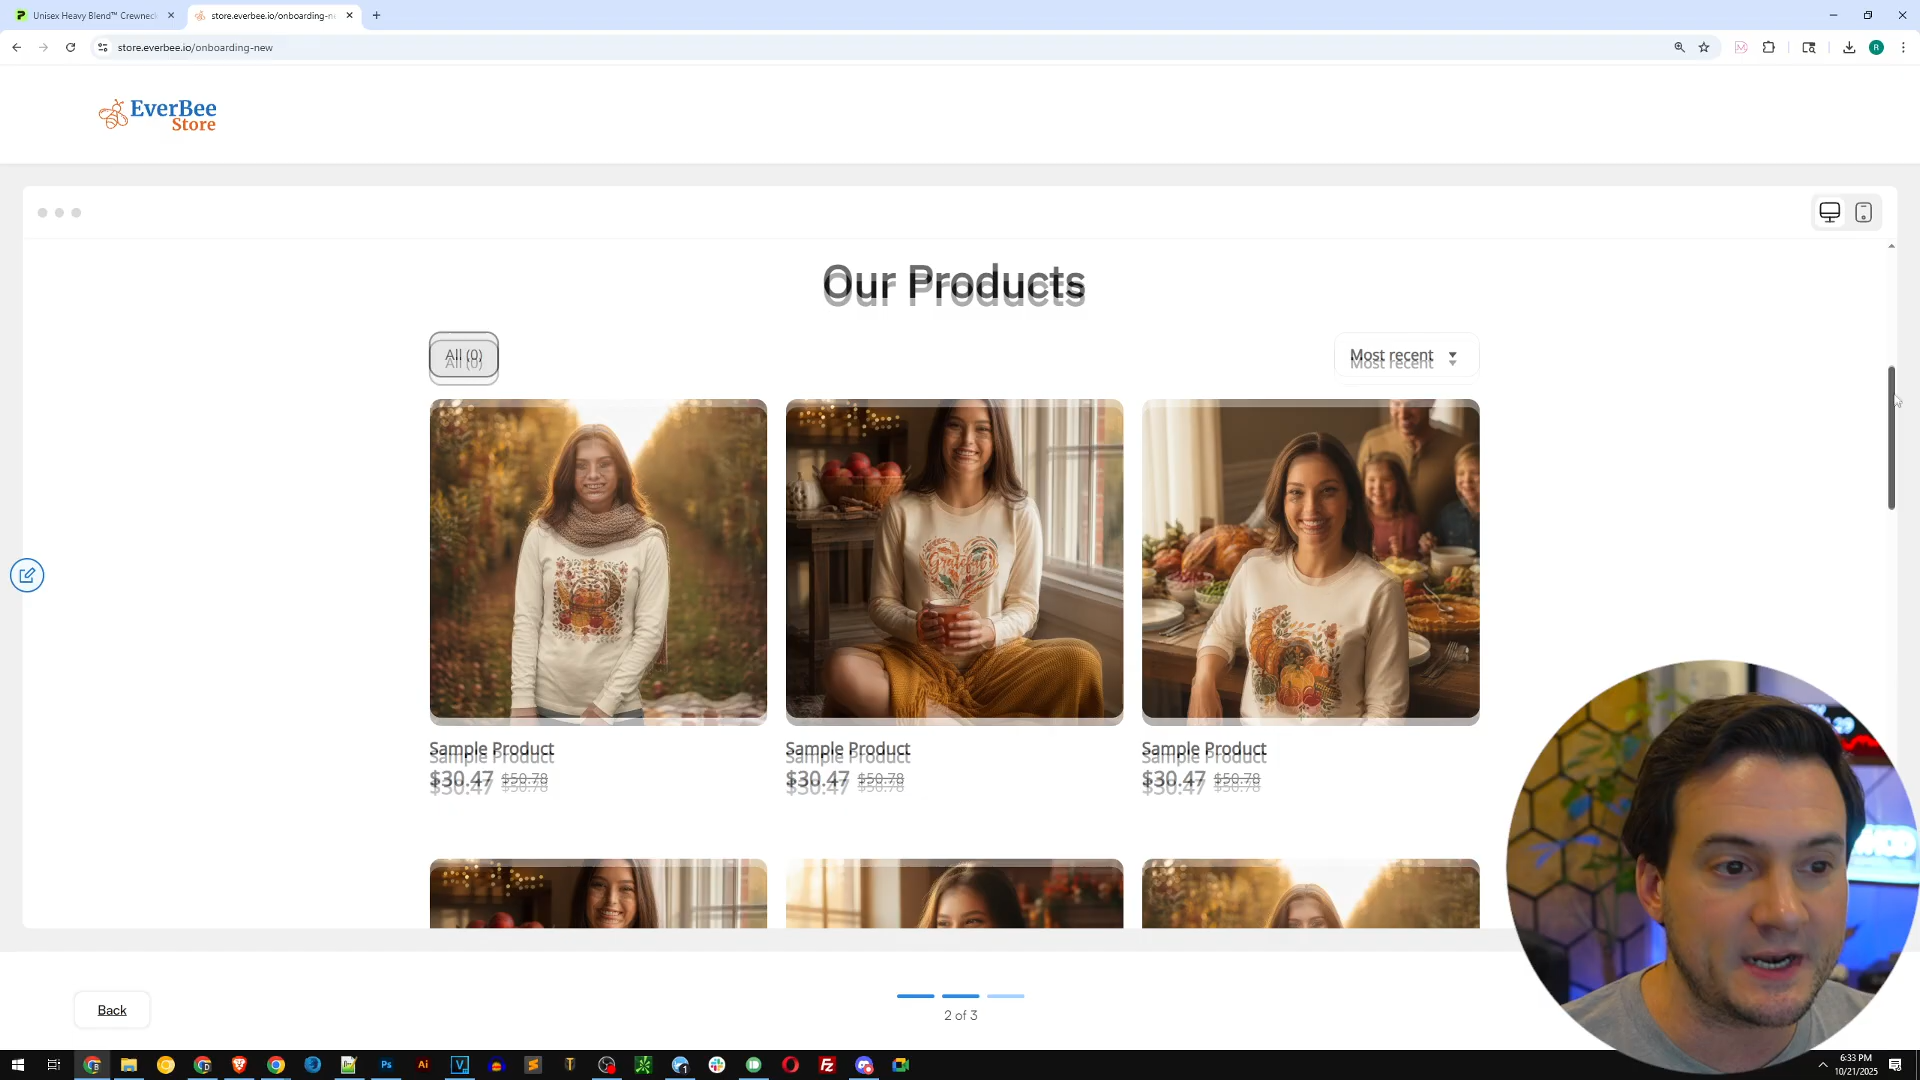 Unisex Heavy Blend™ Crewneck
store.everbee.io/onboarding-n
store.everbee.io/onboarding-new
R
EverBee
Store
Our Products
All (0)
Most recent
Grateful
Sample Product
$30.47 $50.78
Sample Product
$30.47 $50.78
Sample Product
$30.47 $50.78
Back
2 of 3
6:33 PM
10/21/2025